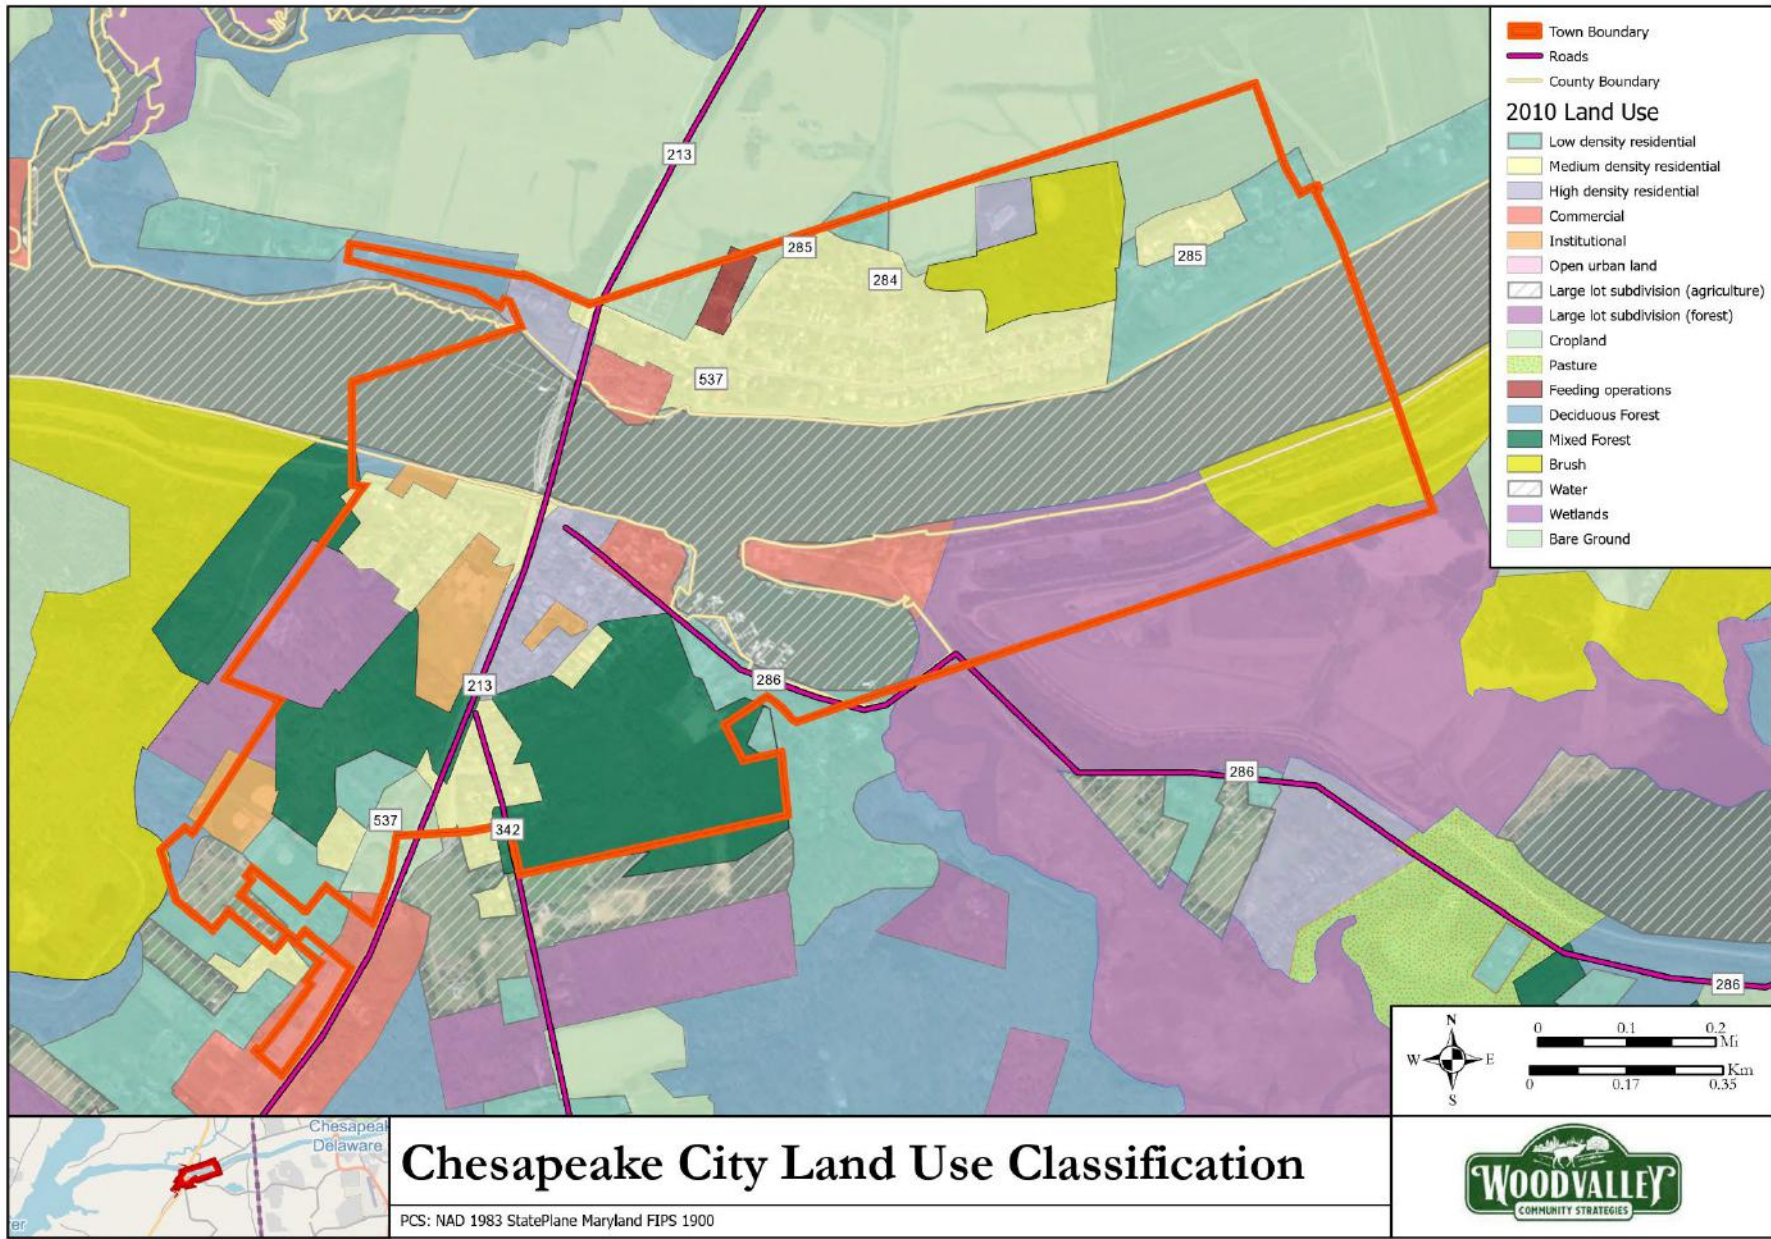 Town Boundary
Roads
County Boundary
2010 Land Use
Low density residential
Medium density residential
High density residential
Commercial
Institutional
Open urban land
Large lot subdivision (agriculture)
Large lot subdivision (forest)
Cropland
Pasture
Feeding operations
Deciduous Forest
Mixed Forest
Brush
Water
Wetlands
Bare Ground
213
285
284
285
537
213
286
286
537
342
286
N
W E
S
0 0.1 0.2
Mi
Km
0 0.17 0.35
Chesapeak
Delaware
er
Chesapeake City Land Use Classification
PCS: NAD 1983 StatePlane Maryland FIPS 1900
WOODVALLEY
COMMUNITY STRATEGIES